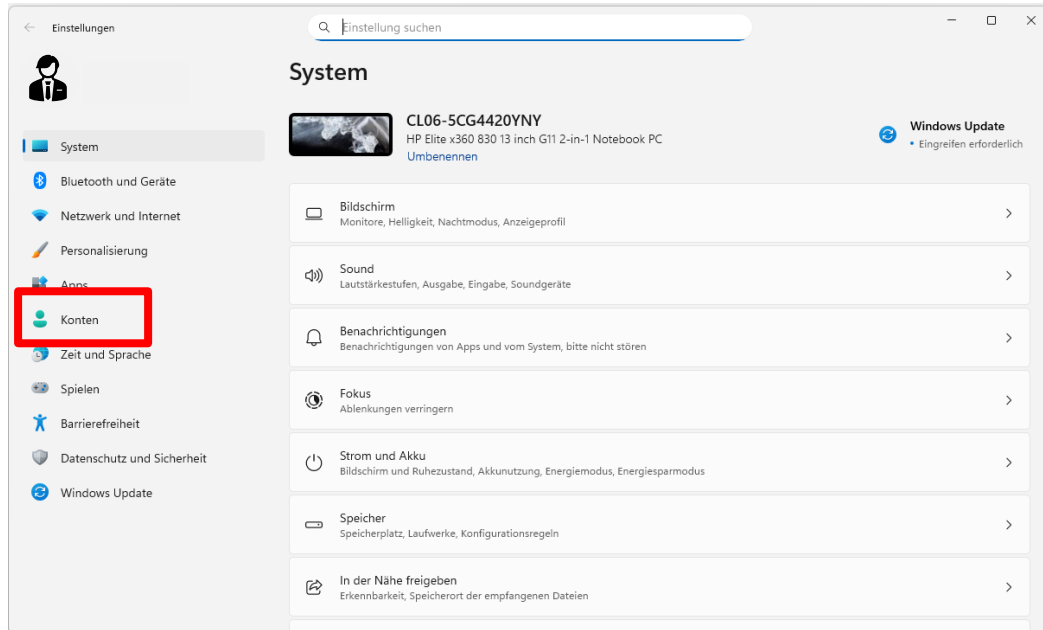 Einstellungen
Einstellung suchen
System
CL06-5CG4420YNY
HP Elite x360 830 13 inch G11 2-in-1 Notebook PC
Umbenennen
Windows Update
• Eingreifen erforderlich
System
Bluetooth und Geräte
Netzwerk und Internet
Personalisierung
Apps
Konten
Zeit und Sprache
Spielen
Barrierefreiheit
Datenschutz und Sicherheit
Windows Update
Bildschirm
Monitore, Helligkeit, Nachtmodus, Anzeigeprofil
Sound
Lautstärkestufen, Ausgabe, Eingabe, Soundgeräte
Benachrichtigungen
Benachrichtigungen von Apps und vom System, bitte nicht stören
Fokus
Ablenkungen verringern
Strom und Akku
Bildschirm und Ruhezustand, Akkunutzung, Energiemodus, Energiesparmodus
Speicher
Speicherplatz, Laufwerke, Konfigurationsregeln
In der Nähe freigeben
Erkennbarkeit, Speicherort der empfangenen Dateien